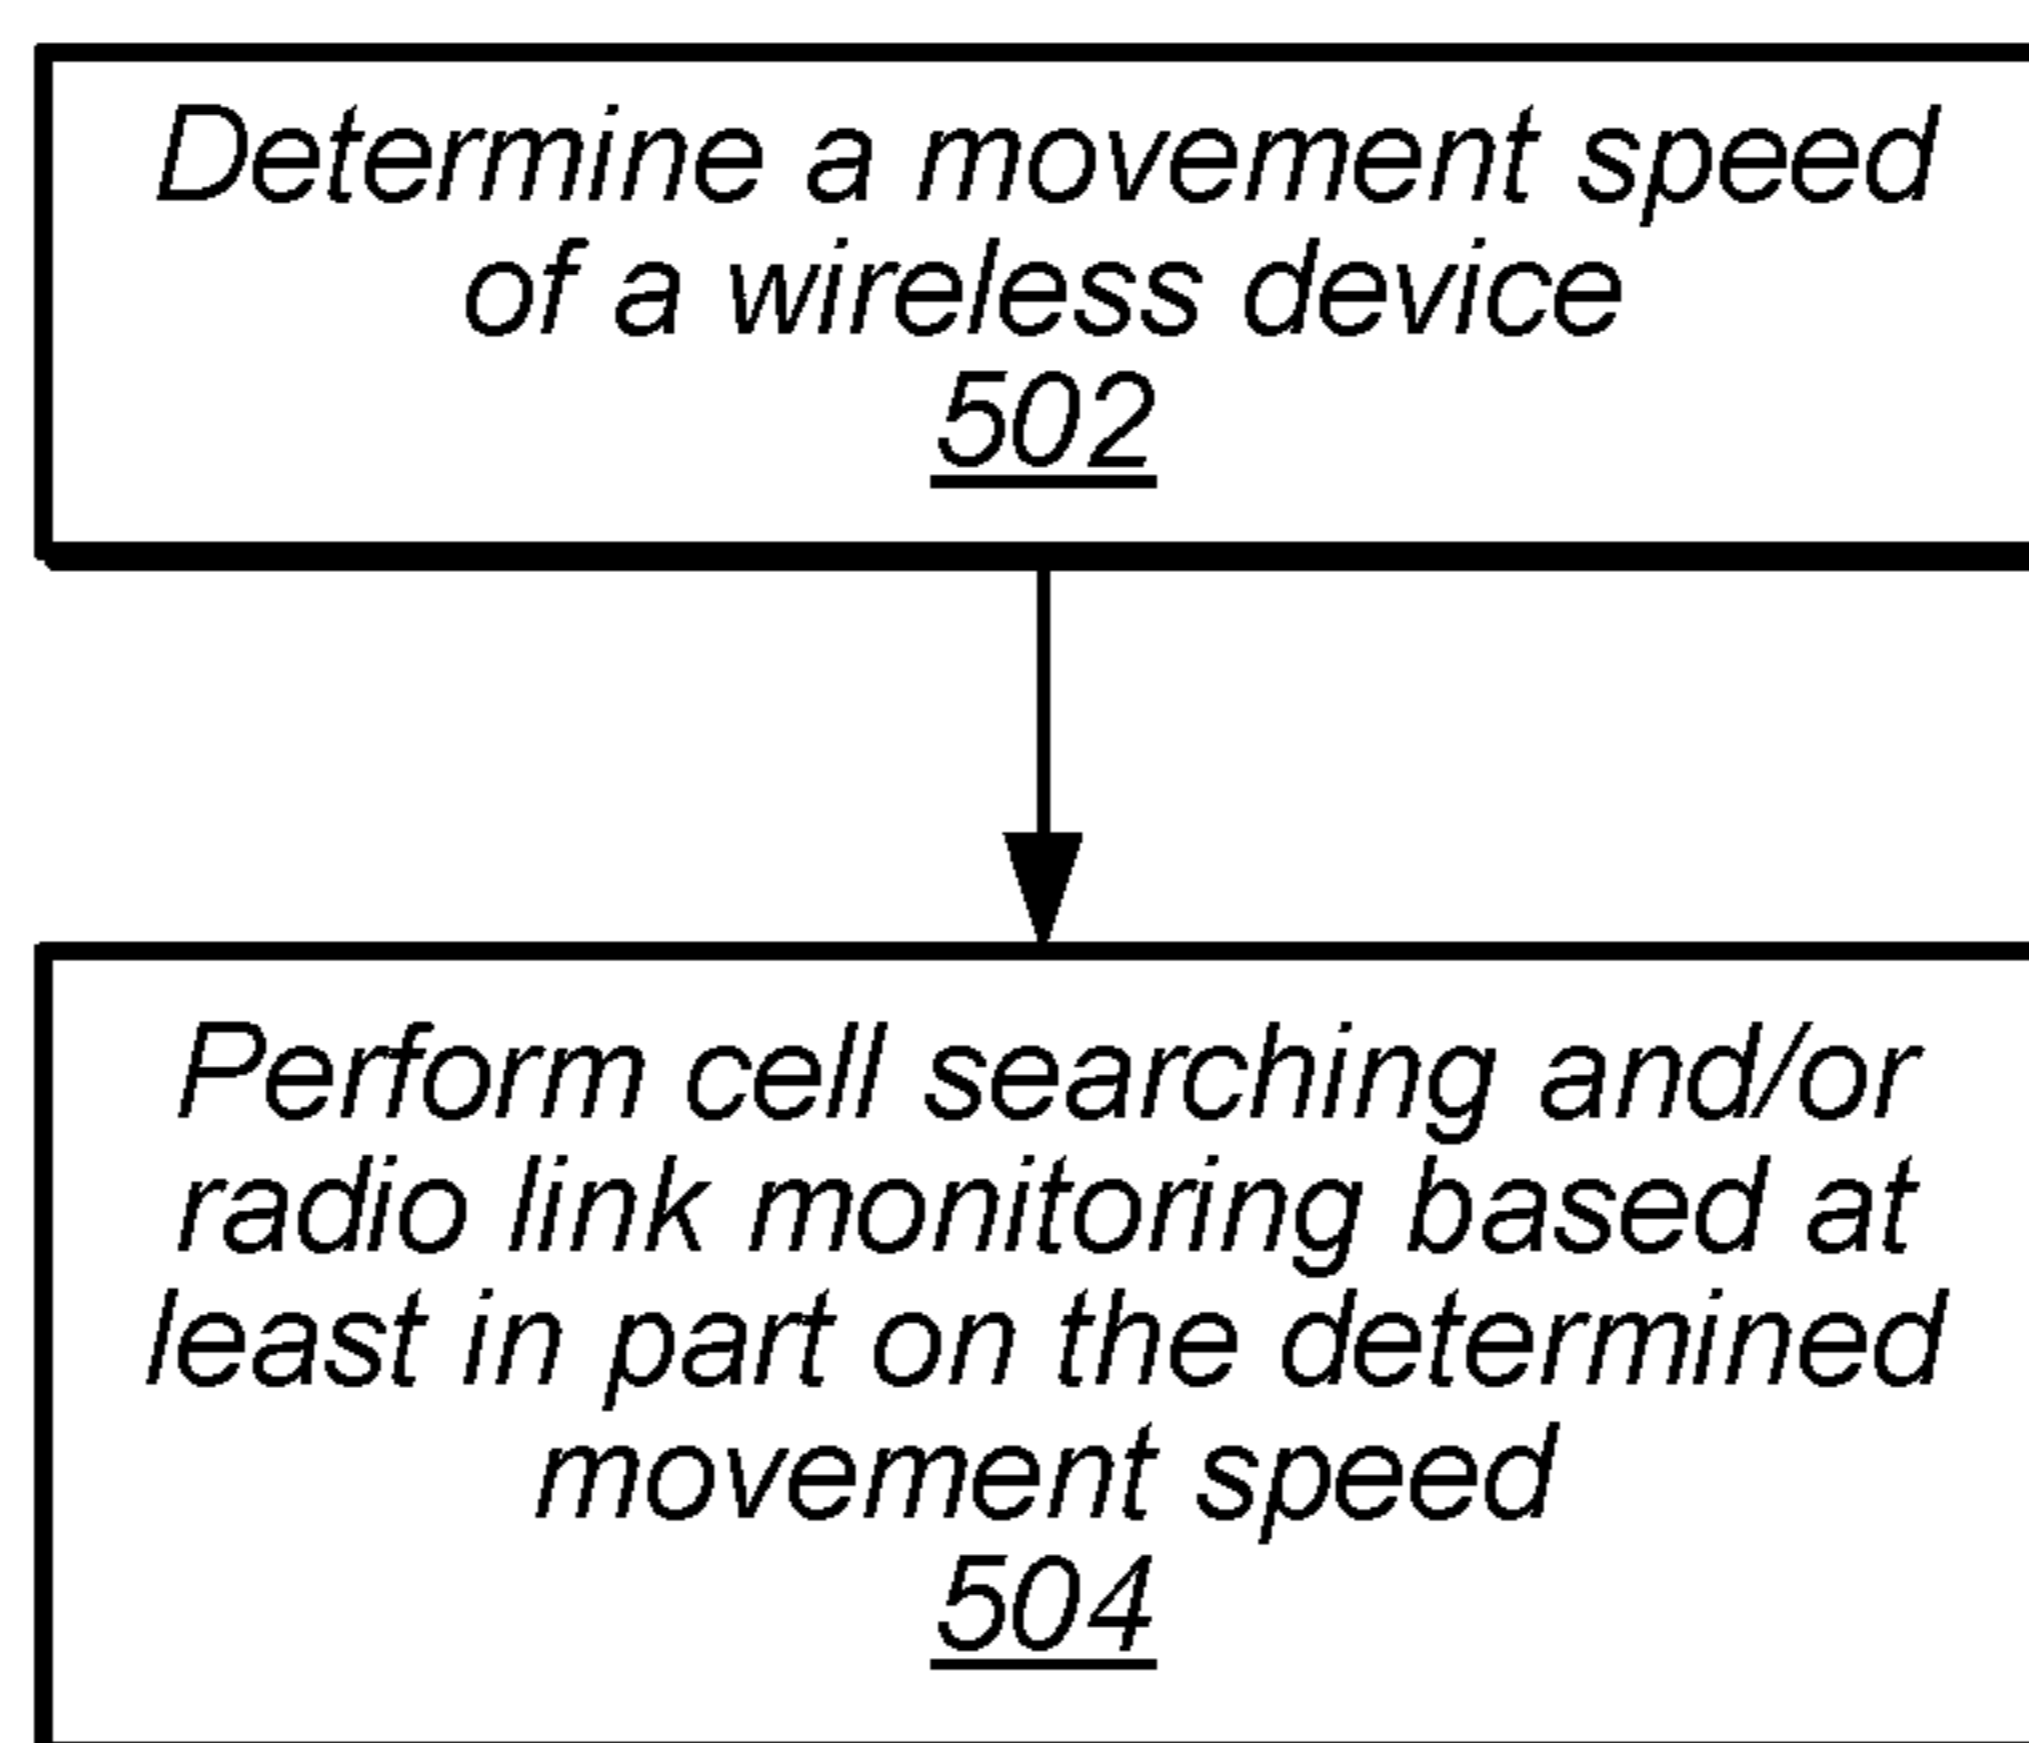 Determine a movement speed
of a wireless device
502
Perform cell searching and/or
radio link monitoring based at
least in part on the determined
movement speed
504